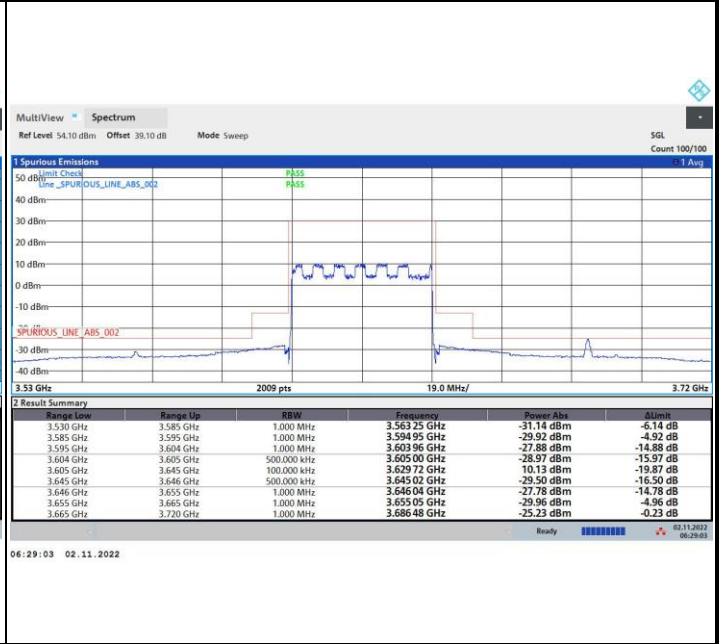 MultiView Spectrum
Ref Level 54.10 dBm Offset 39.10 dB Mode Sweep SGL
Count 100/100
1 Spurious Emissions 1 Avg
50 dBm Limit Check PASS
Line _SPURIOUS_LINE_ABS_002 PASS
40 dBm
30 dBm
20 dBm
10 dBm
0 dBm
-10 dBm
_SPURIOUS_LINE_ABS_002
-30 dBm
-40 dBm
3.53 GHz 2009 pts 19.0 MHz/ 3.72 GHz
2 Result Summary
Range Low Range Up RBW Frequency Power Abs ΔLimit
3.530 GHz 3.585 GHz 1.000 MHz 3.563 25 GHz -31.14 dBm -6.14 dB
3.585 GHz 3.595 GHz 1.000 MHz 3.594 95 GHz -29.92 dBm -4.92 dB
3.595 GHz 3.604 GHz 1.000 MHz 3.603 96 GHz -27.88 dBm -14.88 dB
3.604 GHz 3.605 GHz 500.000 kHz 3.605 00 GHz -28.97 dBm -15.97 dB
3.605 GHz 3.645 GHz 100.000 kHz 3.629 72 GHz 10.13 dBm -19.87 dB
3.645 GHz 3.646 GHz 500.000 kHz 3.645 02 GHz -29.50 dBm -16.50 dB
3.646 GHz 3.655 GHz 1.000 MHz 3.646 04 GHz -27.78 dBm -14.78 dB
3.655 GHz 3.665 GHz 1.000 MHz 3.655 05 GHz -29.96 dBm -4.96 dB
3.665 GHz 3.720 GHz 1.000 MHz 3.686 48 GHz -25.23 dBm -0.23 dB
Ready 02.11.2022
06:29:03
06:29:03 02.11.2022